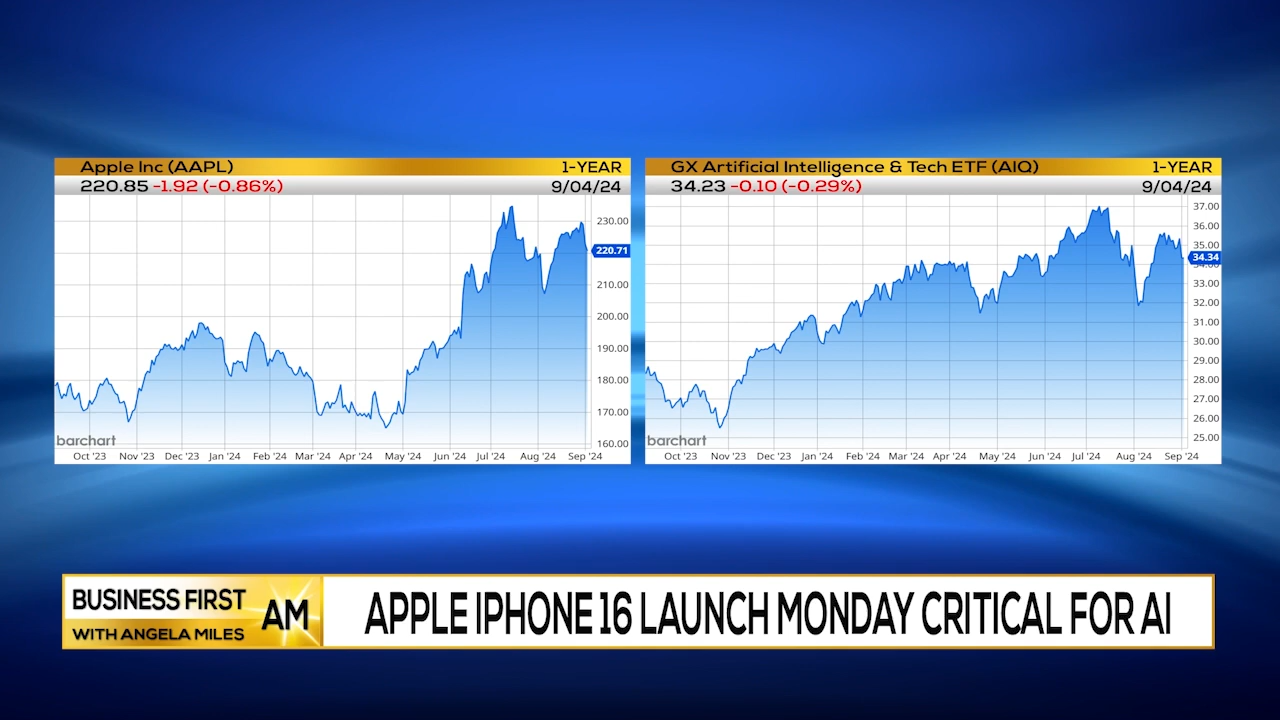 Apple Inc (AAPL) 1-YEAR
220.85 -1.92 (-0.86%) 9/04/24
230.00
220.71
210.00
200.00
190.00
180.00
170.00
160.00
barchart
Oct '23 Nov '23 Dec '23 Jan '24 Feb '24 Mar '24 Apr '24 May '24 Jun '24 Jul '24 Aug '24 Sep '24
GX Artificial Intelligence & Tech ETF (AIQ) 1-YEAR
34.23 -0.10 (-0.29%) 9/04/24
37.00
36.00
35.00
34.34
34.00
33.00
32.00
31.00
30.00
29.00
28.00
27.00
26.00
25.00
barchart
Oct '23 Nov '23 Dec '23 Jan '24 Feb '24 Mar '24 Apr '24 May '24 Jun '24 Jul '24 Aug '24 Sep '24
BUSINESS FIRST AM
WITH ANGELA MILES
APPLE IPHONE 16 LAUNCH MONDAY CRITICAL FOR AI